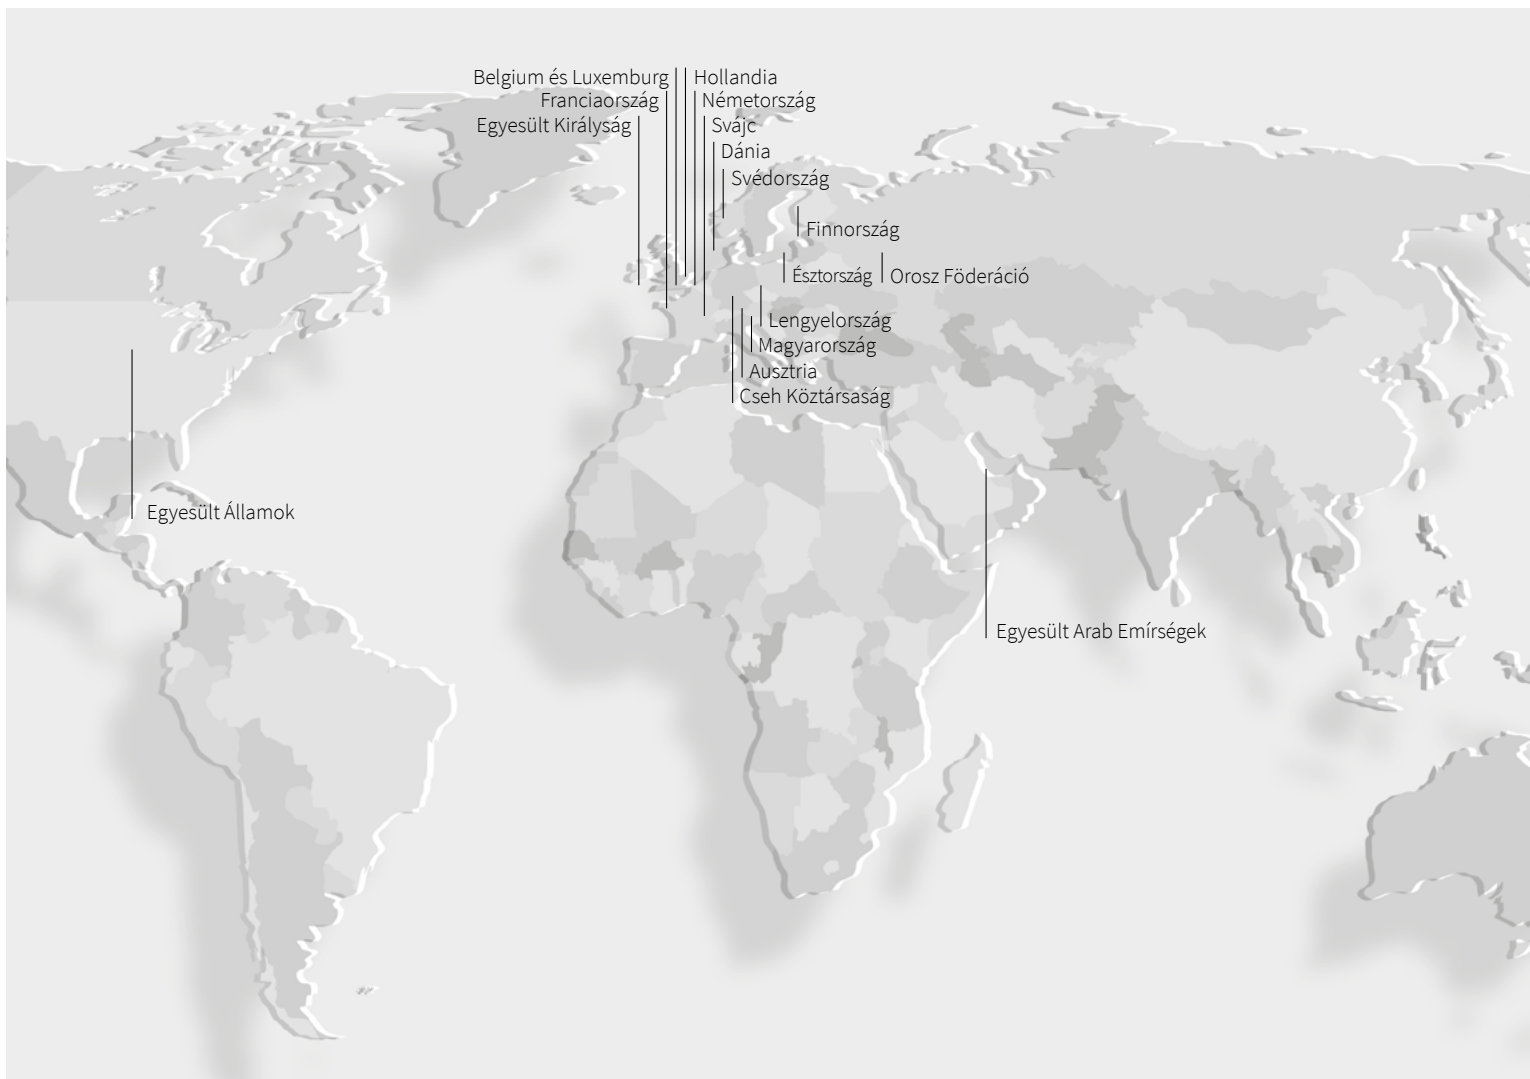 Belgium és Luxemburg
Hollandia
Franciaország
Németország
Egyesült Királyság
Svájc
Dánia
Svédország
Finnország
Észtország
Orosz Föderáció
Lengyelország
Magyarország
Ausztria
Cseh Köztársaság
Egyesült Államok
Egyesült Arab Emírségek